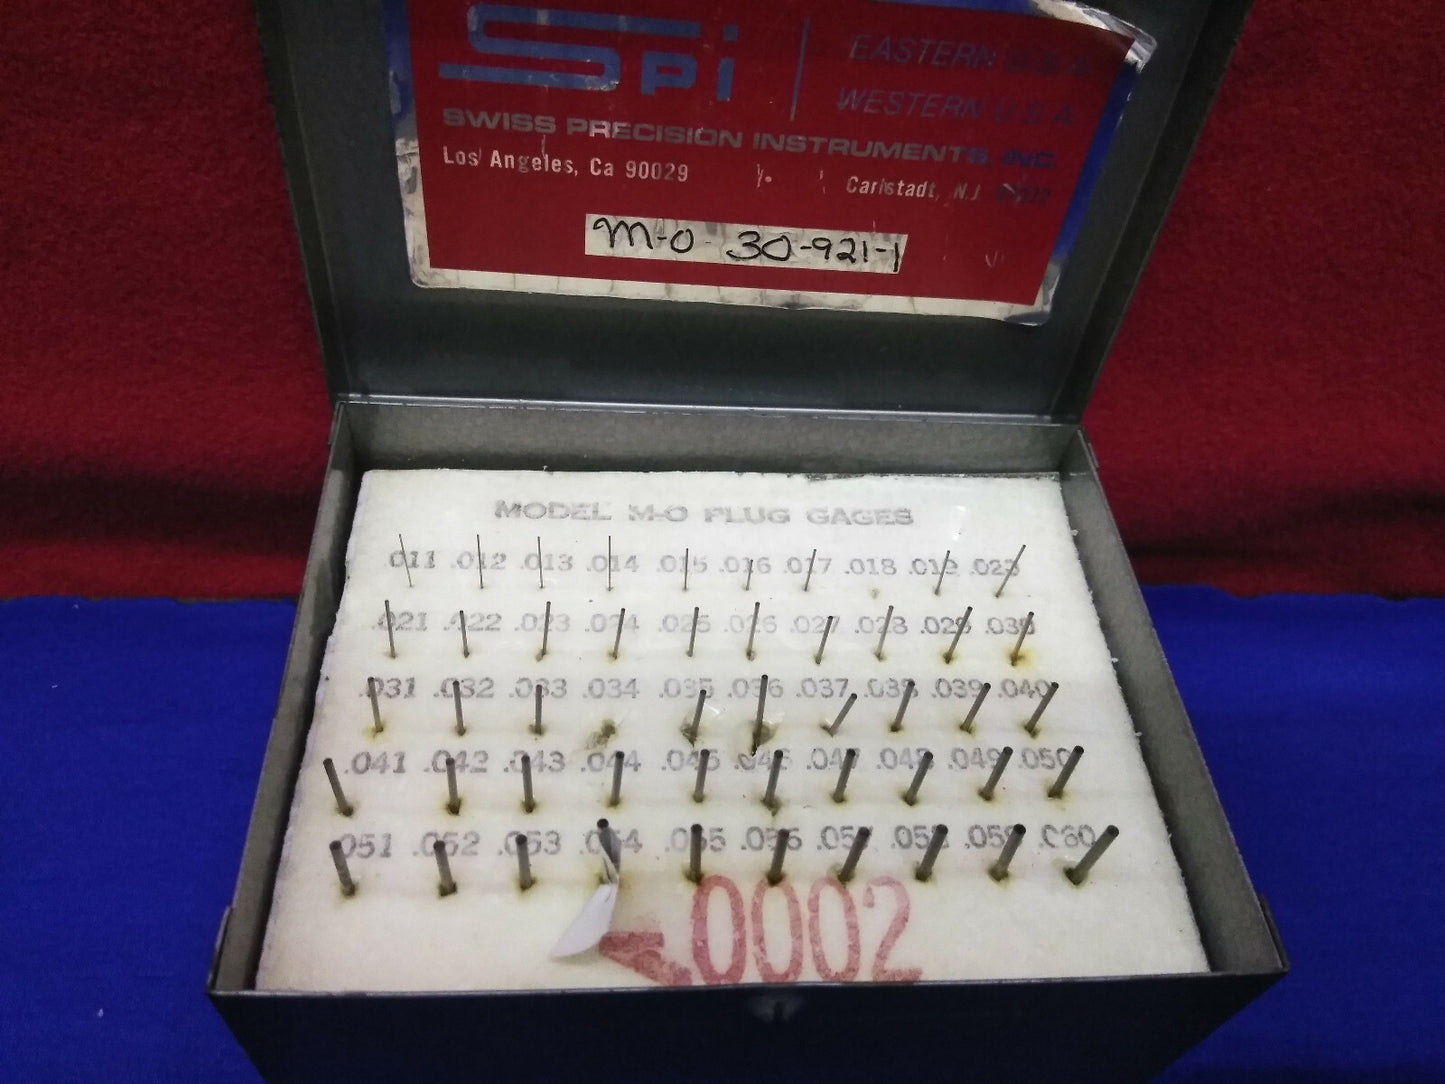 SPi
EASTERN U.S.A.
WESTERN U.S.A.
SWISS PRECISION INSTRUMENTS, INC.
Los Angeles, Ca 90029
Carlstadt, N.J.
M-O 30-921-1
MODEL M-O PLUG GAGES
.011 .012 .013 .014 .015 .016 .017 .018 .019 .020
.021 .022 .023 .024 .025 .026 .027 .028 .029 .030
.031 .032 .033 .034 .035 .036 .037 .038 .039 .040
.041 .042 .043 .044 .045 .046 .047 .048 .049 .050
.051 .052 .053 .054 .055 .056 .057 .058 .059 .060
.0002